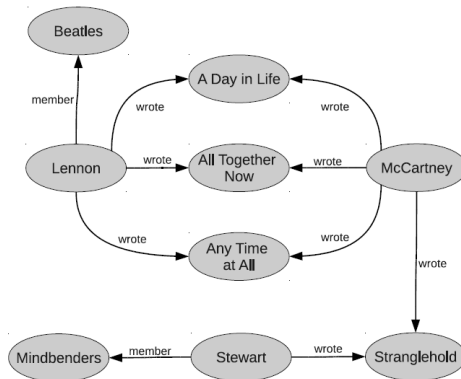 Beatles
A Day in Life
member
wrote
wrote
Lennon
wrote
All Together
Now
wrote
McCartney
wrote
wrote
Any Time
at All
wrote
Mindbenders
member
Stewart
wrote
Stranglehold